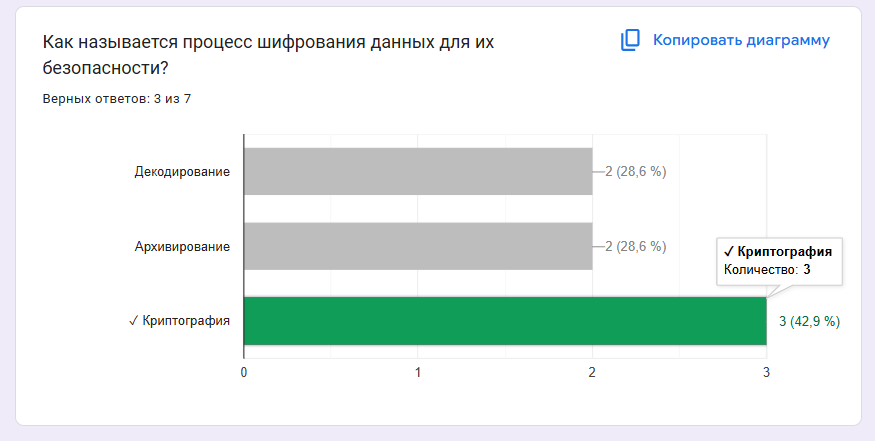 Как называется процесс шифрования данных для их
безопасности?
Копировать диаграмму
Верных ответов: 3 из 7
Декодирование
2 (28,6 %)
Архивирование
2 (28,6 %)
✓ Криптография
Количество: 3
✓ Криптография
3 (42,9 %)
0 1 2 3